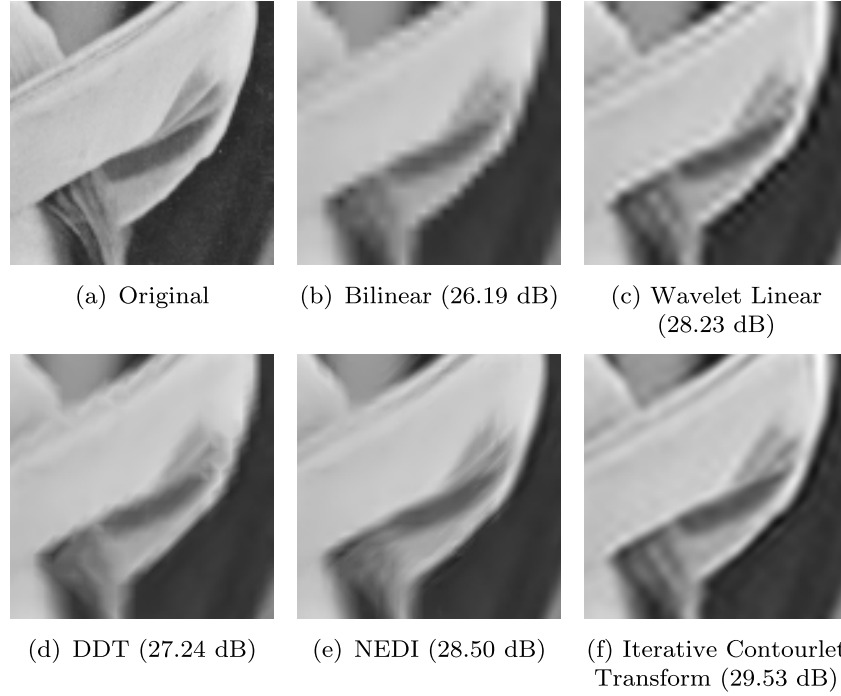 (a) Original
(b) Bilinear (26.19 dB)
(c) Wavelet Linear
(28.23 dB)
(d) DDT (27.24 dB)
(e) NEDI (28.50 dB)
(f) Iterative Contourlet
Transform (29.53 dB)